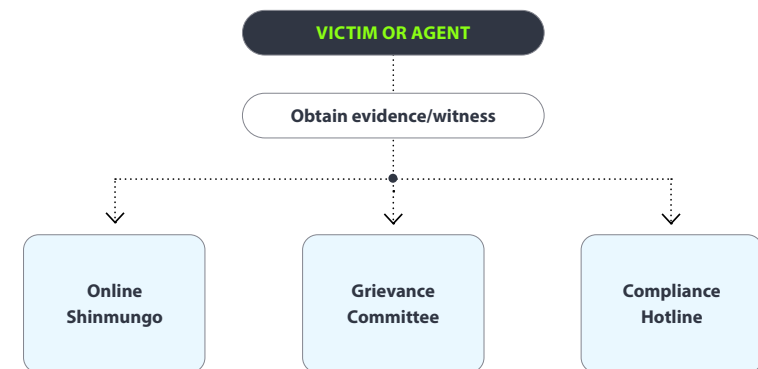 VICTIM OR AGENT
Obtain evidence/witness
Online
Shinmungo
Grievance
Committee
Compliance
Hotline